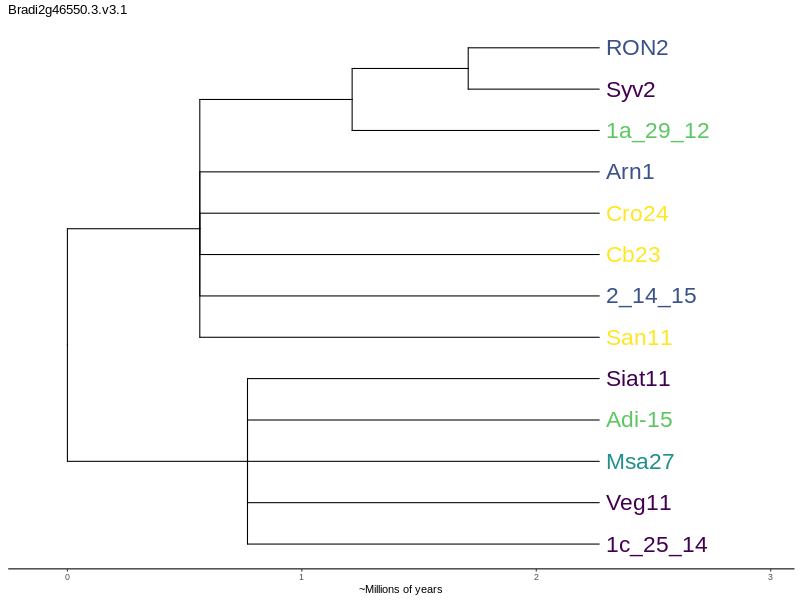 Bradi2g46550.3.v3.1
RON2
Syv2
1a_29_12
Arn1
Cro24
Cb23
2_14_15
San11
Siat11
Adi-15
Msa27
Veg11
1c_25_14
0 1 2 3
~Millions of years